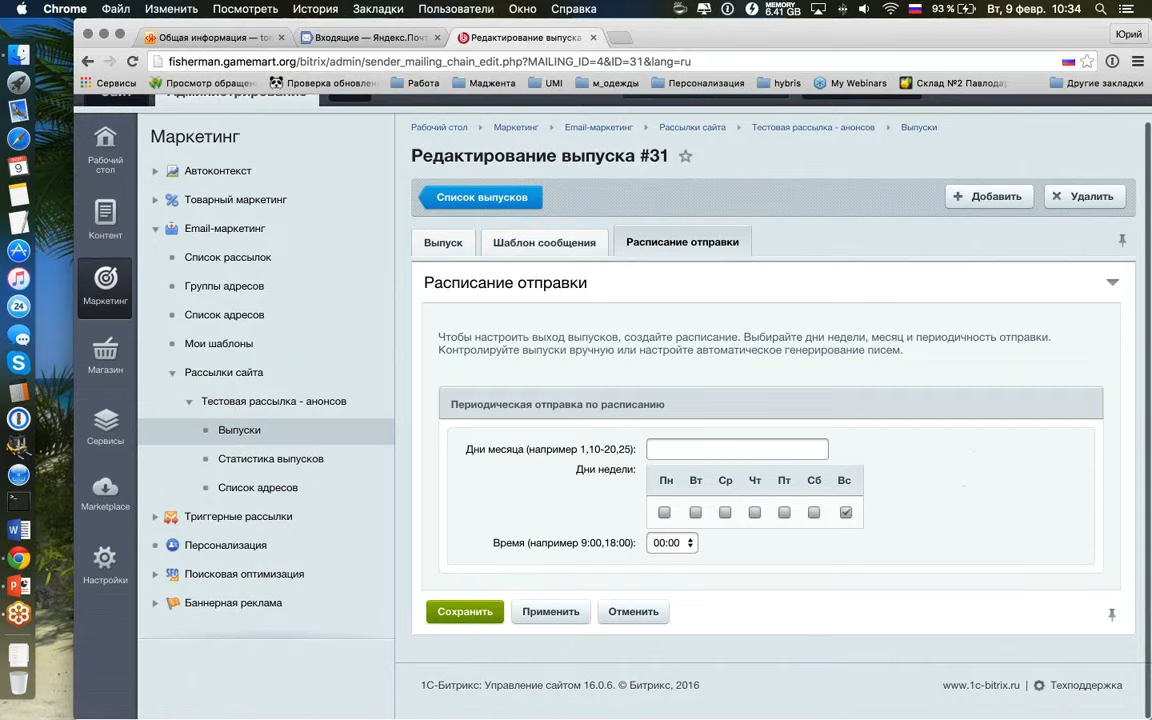 Chrome Файл Изменить Посмотреть История Закладки Пользователи Окно Справка MEMORY 6.41 GB 93 % Вт, 9 февр. 10:34
Общая информация — Входящие — Яндекс.Почт Редактирование выпуска Юрий
fisherman.gamemart.org/bitrix/admin/sender_mailing_chain_edit.php?MAILING_ID=4&ID=31&lang=ru
Сервисы Просмотр обращен Проверка обновлен Работа Маджента UMI м_одежды Персонализация hybris My Webinars Склад №2 Павлода Другие закладки
Рабочий стол Маркетинг Email-маркетинг Рассылки сайта Тестовая рассылка - анонсов Выпуски
Рабочий стол
Контент
Маркетинг
Магазин
Сервисы
Marketplace
Настройки
Маркетинг
Автоконтекст
Товарный маркетинг
Email-маркетинг
Список рассылок
Группы адресов
Список адресов
Мои шаблоны
Рассылки сайта
Тестовая рассылка - анонсов
Выпуски
Статистика выпусков
Список адресов
Триггерные рассылки
Персонализация
Поисковая оптимизация
Баннерная реклама
Редактирование выпуска #31
Список выпусков Добавить Удалить
Выпуск Шаблон сообщения Расписание отправки
Расписание отправки
Чтобы настроить выход выпусков, создайте расписание. Выбирайте дни недели, месяц и периодичность отправки.
Контролируйте выпуски вручную или настройте автоматическое генерирование писем.
Периодическая отправка по расписанию
Дни месяца (например 1,10-20,25):
Дни недели:
Пн Вт Ср Чт Пт Сб Вс
Время (например 9:00,18:00): 00:00
Сохранить Применить Отменить
1С-Битрикс: Управление сайтом 16.0.6. © Битрикс, 2016 www.1c-bitrix.ru | Техподдержка